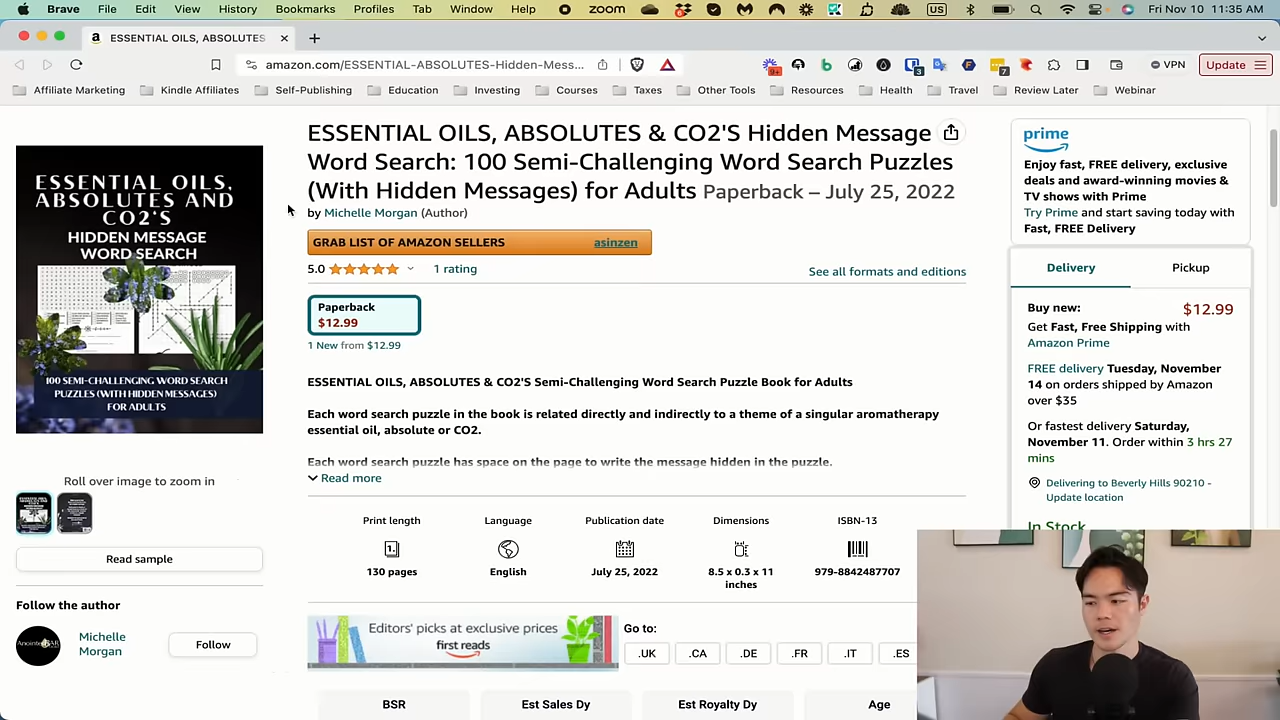 Brave File Edit View History Bookmarks Profiles Tab Window Help zoom US Fri Nov 10 11:35 AM
a ESSENTIAL OILS, ABSOLUTES
amazon.com/ESSENTIAL-ABSOLUTES-Hidden-Mess... 9+ 3 7 VPN Update
Affiliate Marketing Kindle Affiliates Self-Publishing Education Investing Courses Taxes Other Tools Resources Health Travel Review Later Webinar
ESSENTIAL OILS, ABSOLUTES & CO2'S Hidden Message
Word Search: 100 Semi-Challenging Word Search Puzzles
(With Hidden Messages) for Adults Paperback – July 25, 2022
by Michelle Morgan (Author)
GRAB LIST OF AMAZON SELLERS asinzen
5.0 1 rating
See all formats and editions
Paperback
$12.99
1 New from $12.99
ESSENTIAL OILS, ABSOLUTES & CO2'S Semi-Challenging Word Search Puzzle Book for Adults
Each word search puzzle in the book is related directly and indirectly to a theme of a singular aromatherapy
essential oil, absolute or CO2.
Each word search puzzle has space on the page to write the message hidden in the puzzle.
Read more
Print length
130 pages
Language
English
Publication date
July 25, 2022
Dimensions
8.5 x 0.3 x 11
inches
ISBN-13
979-8842487707
Editors' picks at exclusive prices
first reads
Go to:
.UK .CA .DE .FR .IT .ES
BSR Est Sales Dy Est Royalty Dy Age
ESSENTIAL OILS,
ABSOLUTES AND
CO2'S
HIDDEN MESSAGE
WORD SEARCH
100 SEMI-CHALLENGING WORD SEARCH
PUZZLES (WITH HIDDEN MESSAGES)
FOR ADULTS
Roll over image to zoom in
Read sample
Follow the author
Michelle
Morgan
Follow
prime
Enjoy fast, FREE delivery, exclusive
deals and award-winning movies &
TV shows with Prime
Try Prime and start saving today with
Fast, FREE Delivery
Delivery Pickup
Buy new: $12.99
Get Fast, Free Shipping with
Amazon Prime
FREE delivery Tuesday, November
14 on orders shipped by Amazon
over $35
Or fastest delivery Saturday,
November 11. Order within 3 hrs 27
mins
Delivering to Beverly Hills 90210 -
Update location
In Stock